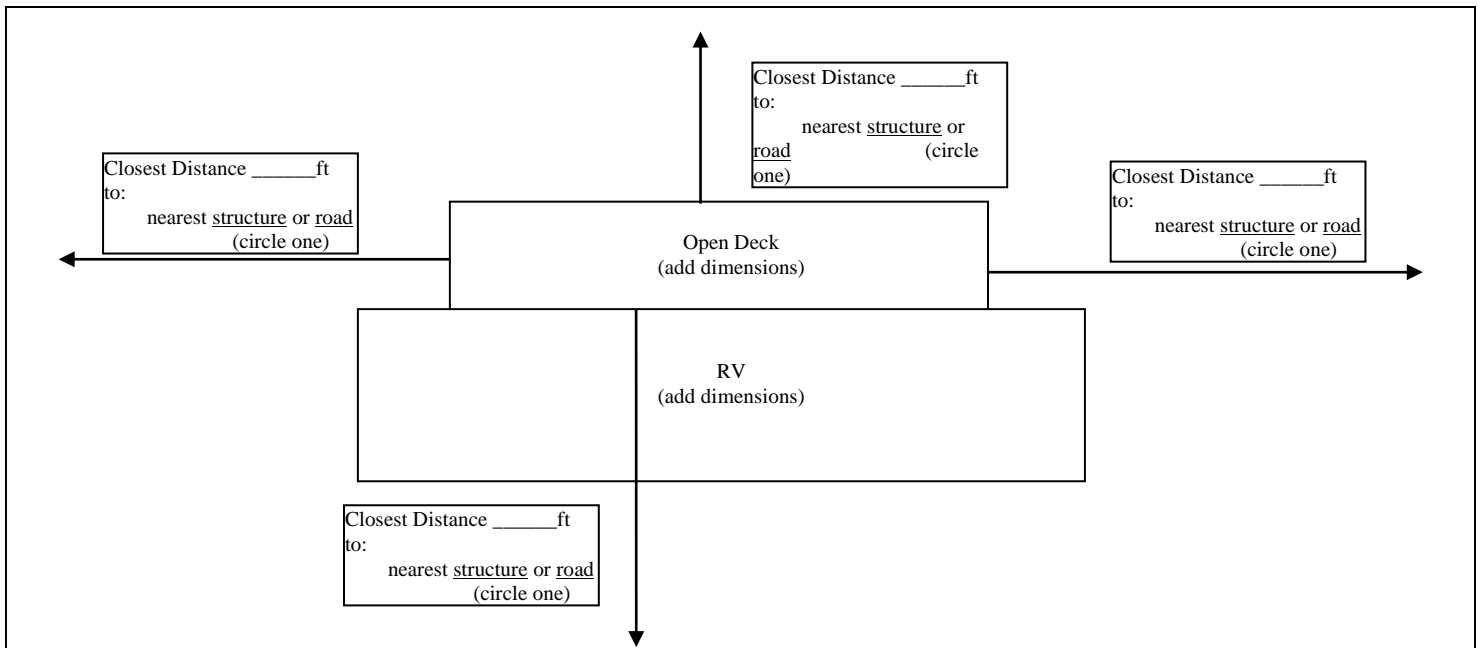 Closest Distance ______ft
to:
nearest structure or
road (circle
one)
Closest Distance ______ft
to:
nearest structure or road
(circle one)
Closest Distance ______ft
to:
nearest structure or road
(circle one)
Open Deck
(add dimensions)
RV
(add dimensions)
Closest Distance ______ft
to:
nearest structure or road
(circle one)